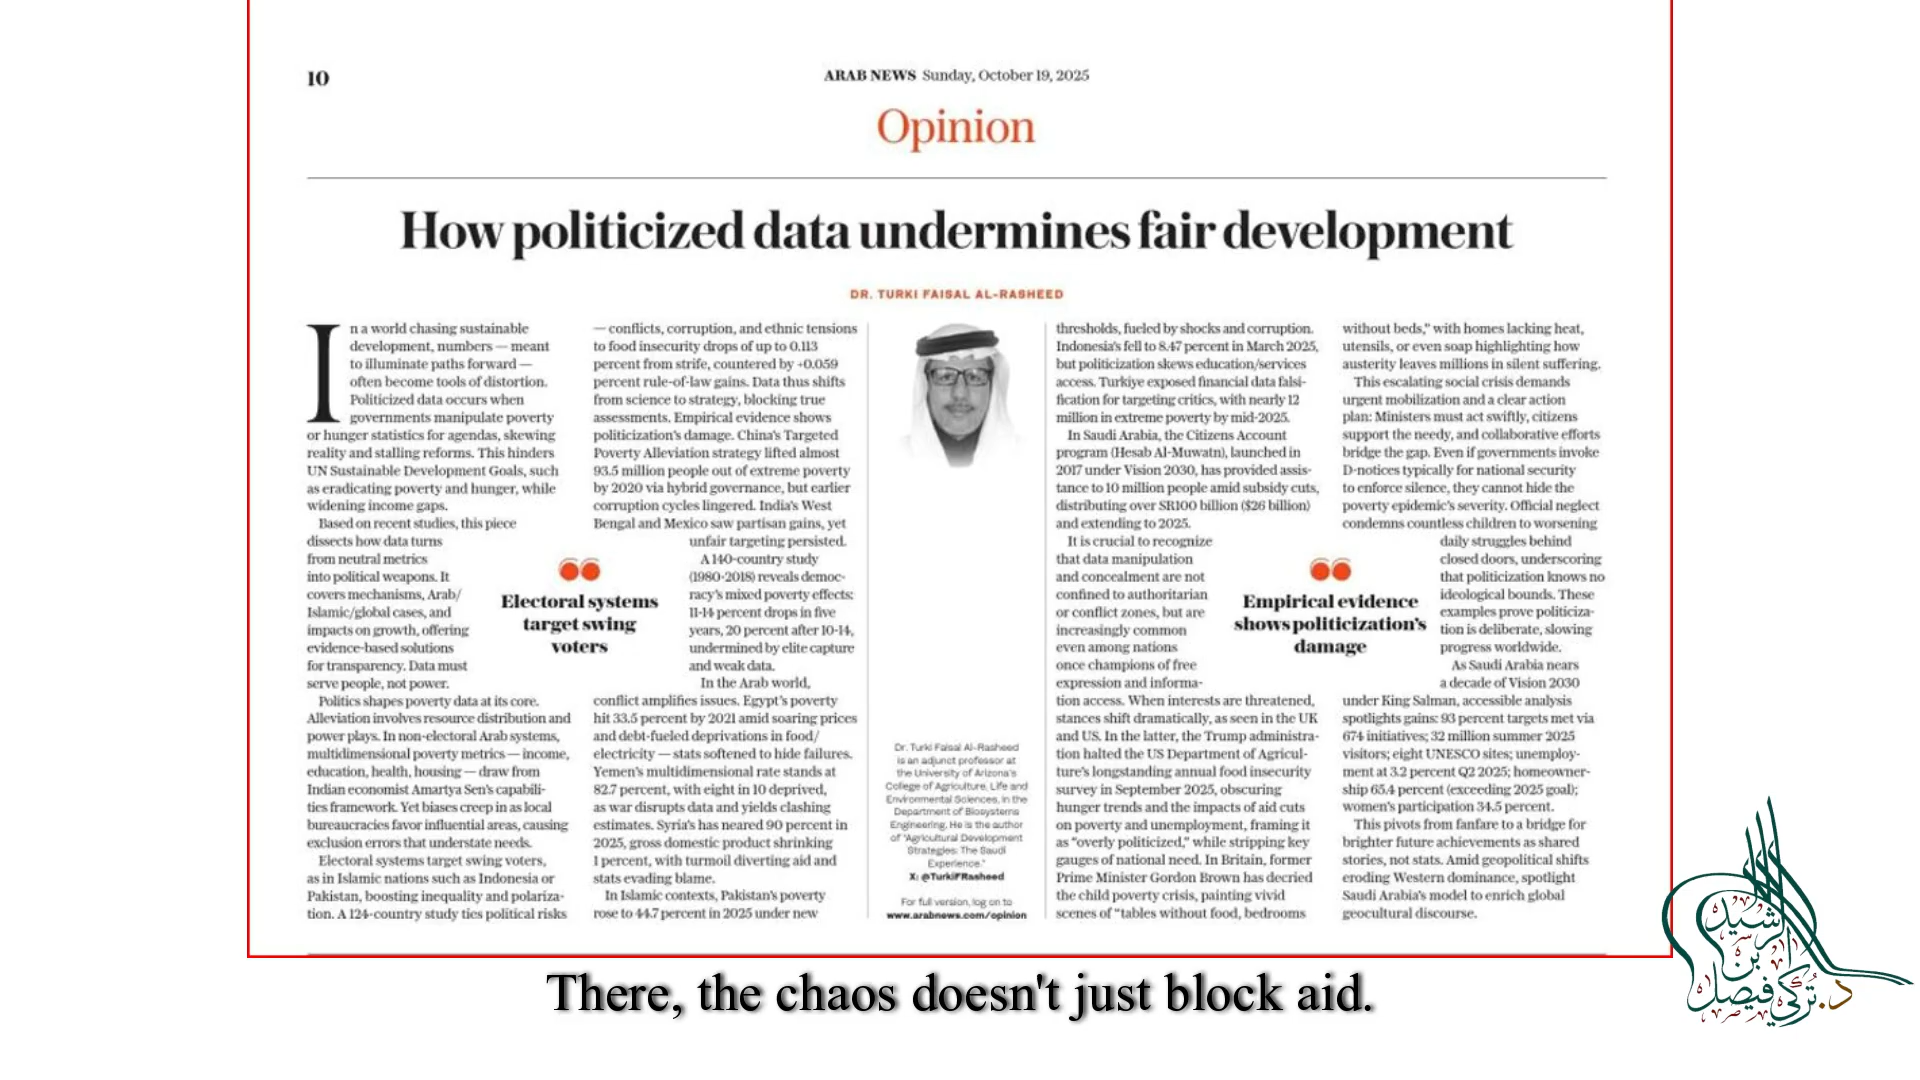 10
ARAB NEWS Sunday, October 19, 2025
Opinion
How politicized data undermines fair development
DR. TURKI FAISAL AL-RASHEED
In a world chasing sustainable
development, numbers — meant
to illuminate paths forward —
often become tools of distortion.
Politicized data occurs when
governments manipulate poverty
or hunger statistics for agendas, skewing
reality and stalling reforms. This hinders
UN Sustainable Development Goals, such
as eradicating poverty and hunger, while
widening income gaps.
Based on recent studies, this piece
dissects how data turns
from neutral metrics
into political weapons. It
covers mechanisms, Arab/
Islamic/global cases, and
impacts on growth, offering
evidence-based solutions
for transparency. Data must
serve people, not power.
Politics shapes poverty data at its core.
Alleviation involves resource distribution and
power plays. In non-electoral Arab systems,
multidimensional poverty metrics — income,
education, health, housing — draw from
Indian economist Amartya Sen's capabili-
ties framework. Yet biases creep in as local
bureaucracies favor influential areas, causing
exclusion errors that understate needs.
Electoral systems target swing voters,
as in Islamic nations such as Indonesia or
Pakistan, boosting inequality and polariza-
tion. A 124-country study ties political risks
— conflicts, corruption, and ethnic tensions
to food insecurity drops of up to 0.113
percent from strife, countered by +0.059
percent rule-of-law gains. Data thus shifts
from science to strategy, blocking true
assessments. Empirical evidence shows
politicization's damage. China's Targeted
Poverty Alleviation strategy lifted almost
93.5 million people out of extreme poverty
by 2020 via hybrid governance, but earlier
corruption cycles lingered. India's West
Bengal and Mexico saw partisan gains, yet
unfair targeting persisted.
A 140-country study
(1980-2018) reveals democ-
racy's mixed poverty effects:
11-14 percent drops in five
years, 20 percent after 10-14,
undermined by elite capture
and weak data.
In the Arab world,
conflict amplifies issues. Egypt's poverty
hit 33.5 percent by 2021 amid soaring prices
and debt-fueled deprivations in food/
electricity — stats softened to hide failures.
Yemen's multidimensional rate stands at
82.7 percent, with eight in 10 deprived,
as war disrupts data and yields clashing
estimates. Syria's has neared 90 percent in
2025, gross domestic product shrinking
1 percent, with turmoil diverting aid and
stats evading blame.
In Islamic contexts, Pakistan's poverty
rose to 44.7 percent in 2025 under new
Electoral systems
target swing
voters
Dr. Turki Faisal Al-Rasheed
is an adjunct professor at
the University of Arizona's
College of Agriculture, Life and
Environmental Sciences, in the
Department of Biosystems
Engineering. He is the author
of "Agricultural Development
Strategies: The Saudi
Experience."
X: @TurkiFRasheed
For full version, log on to
www.arabnews.com/opinion
thresholds, fueled by shocks and corruption.
Indonesia's fell to 8.47 percent in March 2025,
but politicization skews education/services
access. Turkiye exposed financial data falsi-
fication for targeting critics, with nearly 12
million in extreme poverty by mid-2025.
In Saudi Arabia, the Citizens Account
program (Hesab Al-Muwatn), launched in
2017 under Vision 2030, has provided assis-
tance to 10 million people amid subsidy cuts,
distributing over SR100 billion ($26 billion)
and extending to 2025.
It is crucial to recognize
that data manipulation
and concealment are not
confined to authoritarian
or conflict zones, but are
increasingly common
even among nations
once champions of free
expression and informa-
tion access. When interests are threatened,
stances shift dramatically, as seen in the UK
and US. In the latter, the Trump administra-
tion halted the US Department of Agricul-
ture's longstanding annual food insecurity
survey in September 2025, obscuring
hunger trends and the impacts of aid cuts
on poverty and unemployment, framing it
as "overly politicized," while stripping key
gauges of national need. In Britain, former
Prime Minister Gordon Brown has decried
the child poverty crisis, painting vivid
scenes of "tables without food, bedrooms
Empirical evidence
shows politicization's
damage
without beds," with homes lacking heat,
utensils, or even soap highlighting how
austerity leaves millions in silent suffering.
This escalating social crisis demands
urgent mobilization and a clear action
plan: Ministers must act swiftly, citizens
support the needy, and collaborative efforts
bridge the gap. Even if governments invoke
D-notices typically for national security
to enforce silence, they cannot hide the
poverty epidemic's severity. Official neglect
condemns countless children to worsening
daily struggles behind
closed doors, underscoring
that politicization knows no
ideological bounds. These
examples prove politiciza-
tion is deliberate, slowing
progress worldwide.
As Saudi Arabia nears
a decade of Vision 2030
under King Salman, accessible analysis
spotlights gains: 93 percent targets met via
674 initiatives; 32 million summer 2025
visitors; eight UNESCO sites; unemploy-
ment at 3.2 percent Q2 2025; homeowner-
ship 65.4 percent (exceeding 2025 goal);
women's participation 34.5 percent.
This pivots from fanfare to a bridge for
brighter future achievements as shared
stories, not stats. Amid geopolitical shifts
eroding Western dominance, spotlight
Saudi Arabia's model to enrich global
geocultural discourse.
There, the chaos doesn't just block aid.
د. تركي فيصل
بن
الرشيد